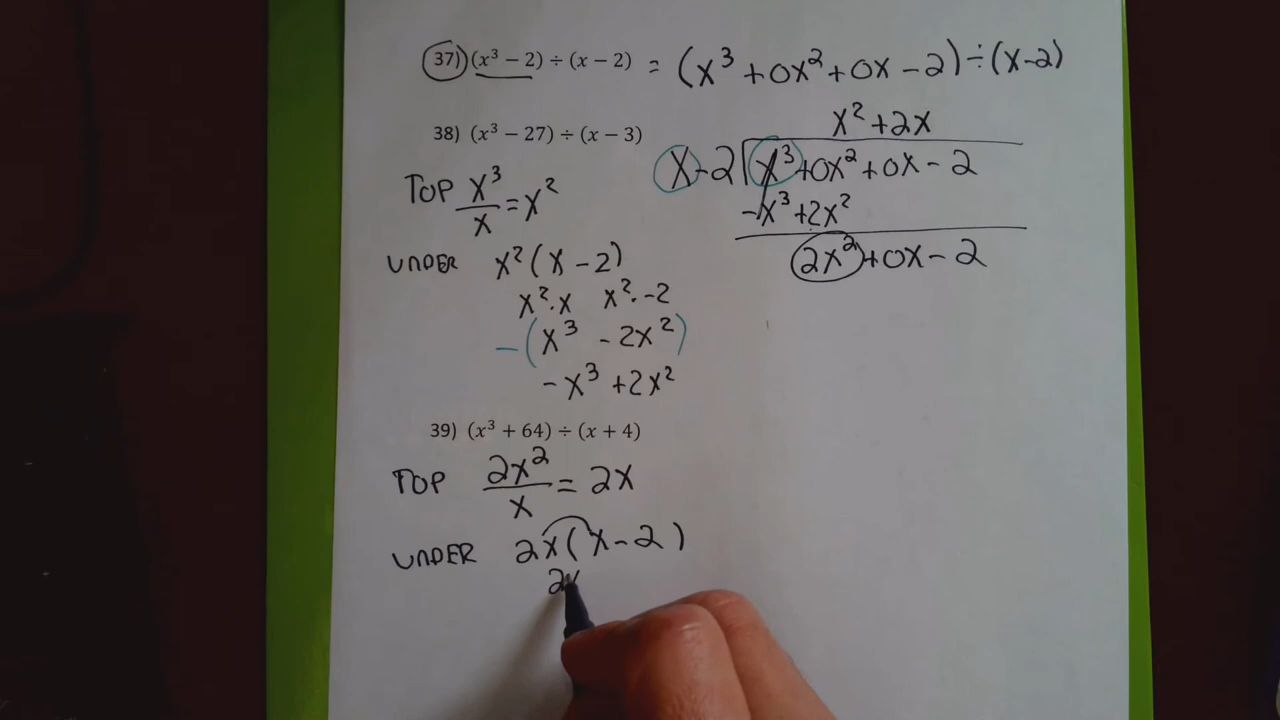 37) (x³ − 2) ÷ (x − 2) = (x³ + 0x² + 0x − 2) ÷ (x − 2)
38) (x³ − 27) ÷ (x − 3)
x² + 2x
x − 2 x³ + 0x² + 0x − 2
− x³ + 2x²
2x² + 0x − 2
TOP x³/x = x²
UNDER x² (x − 2)
x² · x x² · −2
− (x³ − 2x²)
− x³ + 2x²
39) (x³ + 64) ÷ (x + 4)
TOP 2x²/x = 2x
UNDER 2x (x − 2)
2x